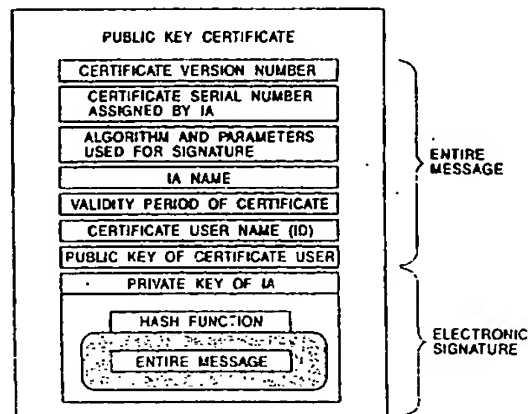 PUBLIC KEY CERTIFICATE
CERTIFICATE VERSION NUMBER
CERTIFICATE SERIAL NUMBER
ASSIGNED BY IA
ALGORITHM AND PARAMETERS
USED FOR SIGNATURE
IA NAME
VALIDITY PERIOD OF CERTIFICATE
CERTIFICATE USER NAME (ID)
PUBLIC KEY OF CERTIFICATE USER
ENTIRE
MESSAGE
PRIVATE KEY OF IA
HASH FUNCTION
ENTIRE MESSAGE
ELECTRONIC
SIGNATURE